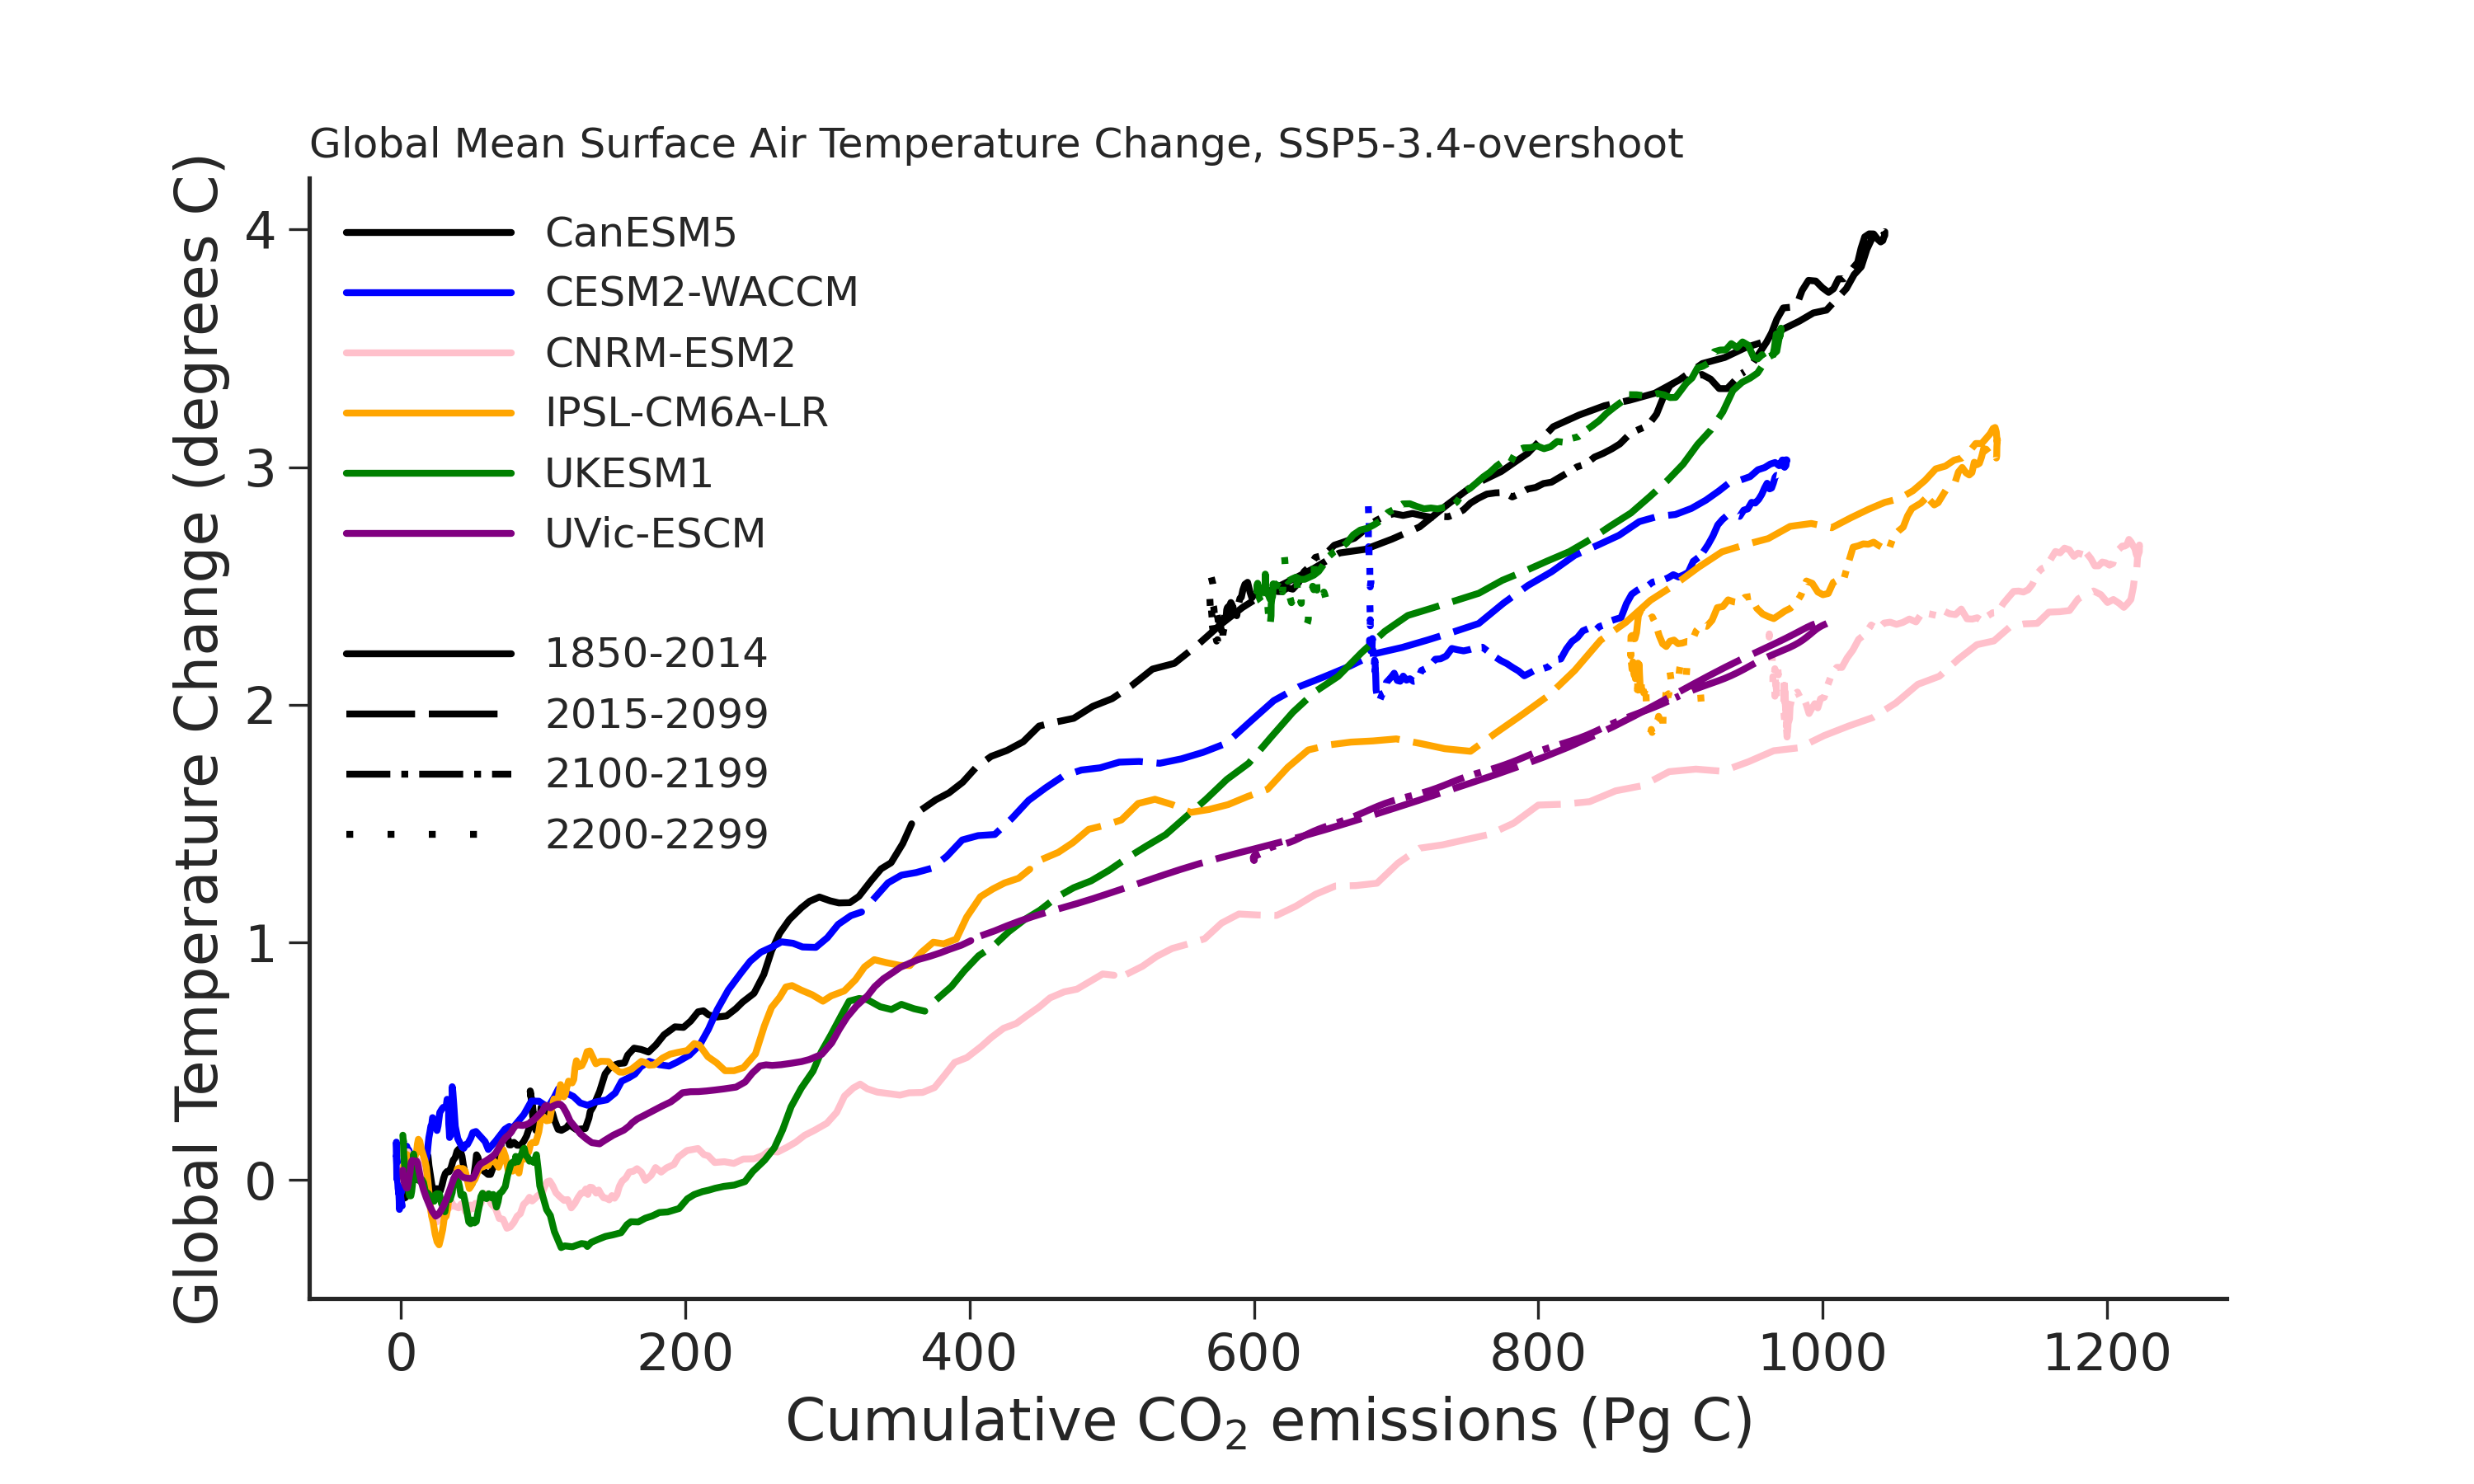 Global Mean Surface Air Temperature Change, SSP5-3.4-overshoot
Global Temperature Change (degrees C)
4
3
2
1
0
CanESM5
CESM2-WACCM
CNRM-ESM2
IPSL-CM6A-LR
UKESM1
UVic-ESCM
1850-2014
2015-2099
2100-2199
2200-2299
0 200 400 600 800 1000 1200
Cumulative CO₂ emissions (Pg C)